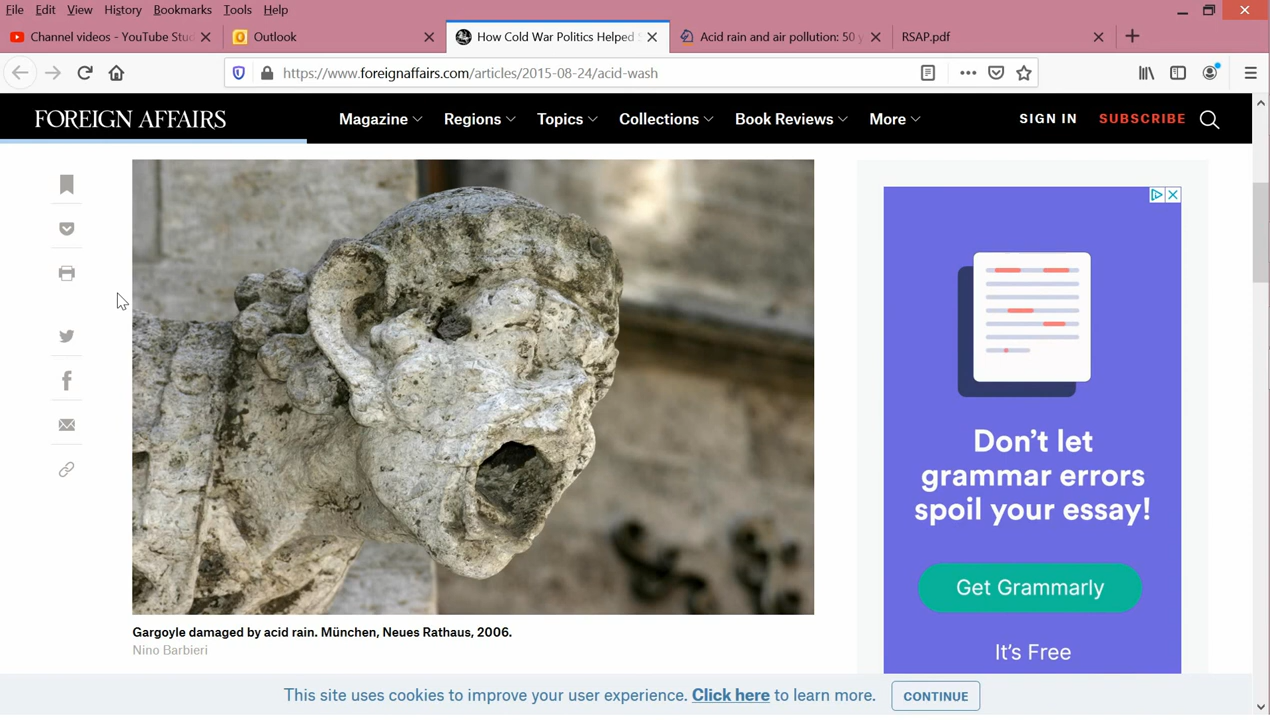 File Edit View History Bookmarks Tools Help
Channel videos - YouTube Stu
Outlook
How Cold War Politics Helped
Acid rain and air pollution: 50 y
RSAP.pdf
https://www.foreignaffairs.com/articles/2015-08-24/acid-wash
FOREIGN AFFAIRS
Magazine Regions Topics Collections Book Reviews More
SIGN IN SUBSCRIBE
Don't let
grammar errors
spoil your essay!
Get Grammarly
It's Free
Gargoyle damaged by acid rain. München, Neues Rathaus, 2006.
Nino Barbieri
This site uses cookies to improve your user experience. Click here to learn more. CONTINUE